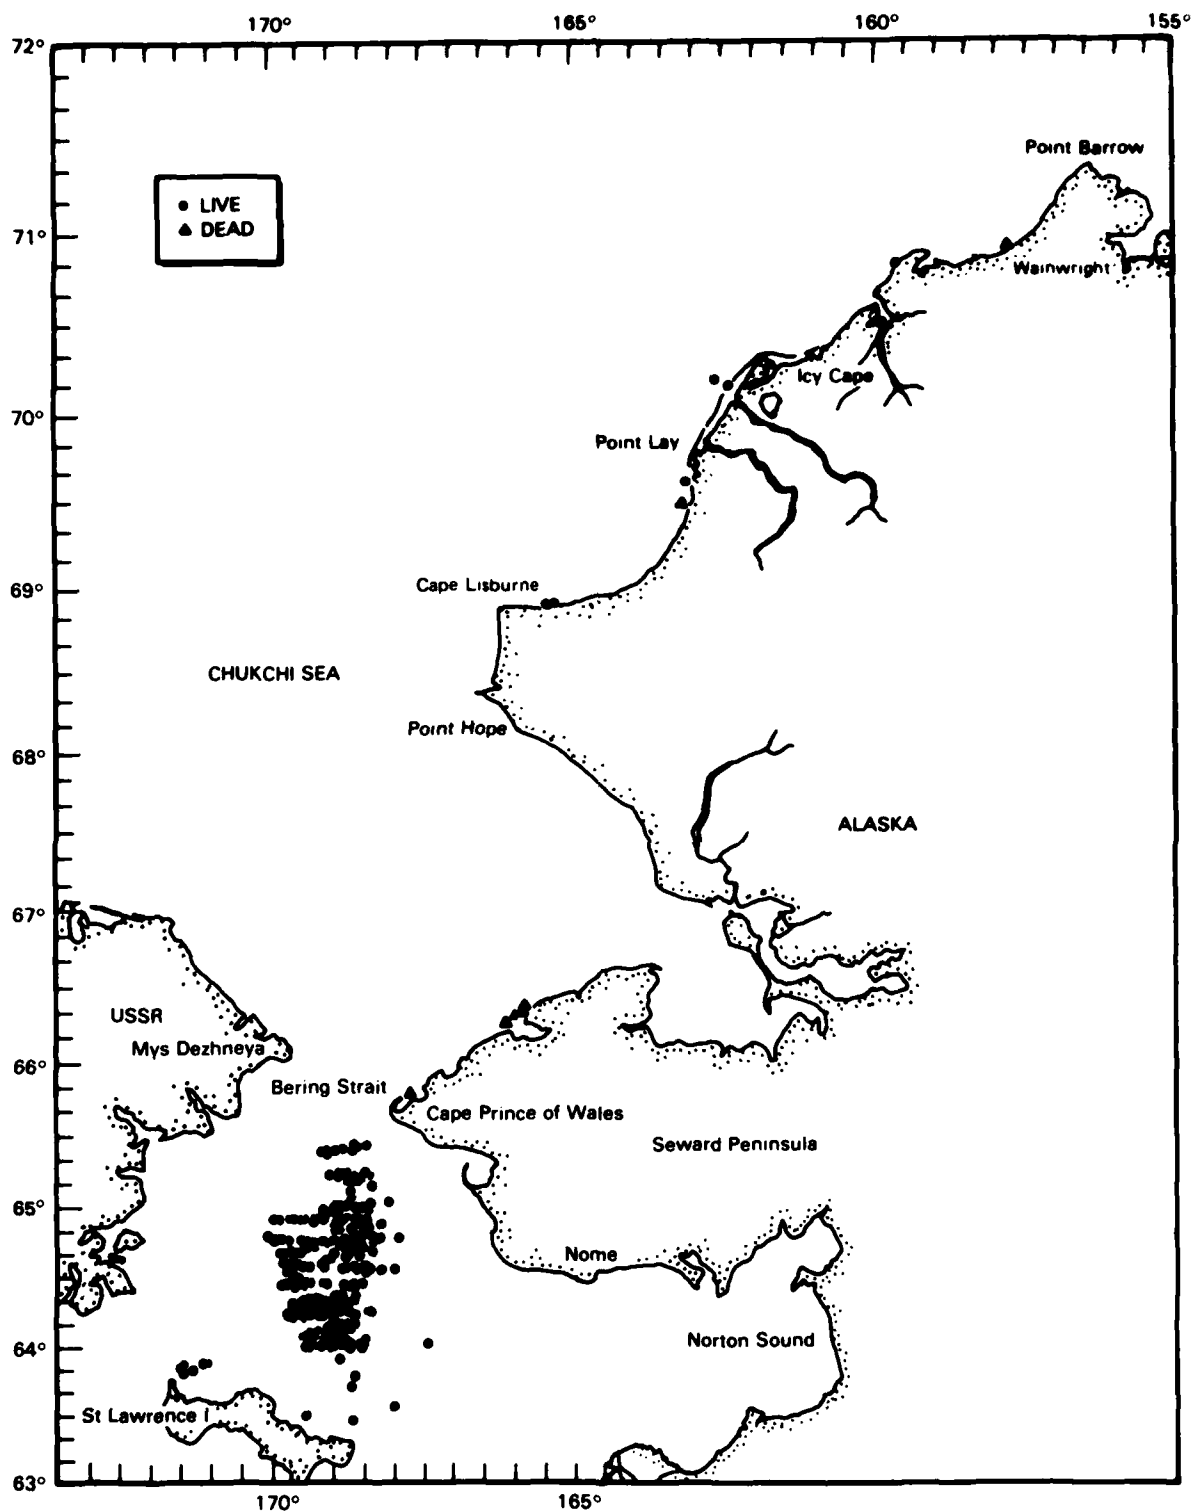 170° 165° 160° 155°
72°
Point Barrow
LIVE
DEAD
71°
Wainwright
Icy Cape
70°
Point Lay
69°
Cape Lisburne
CHUKCHI SEA
Point Hope
68°
ALASKA
67°
USSR
Mys Dezhneya
66°
Bering Strait
Cape Prince of Wales
Seward Peninsula
65°
Nome
Norton Sound
64°
St Lawrence I
63°
170° 165°